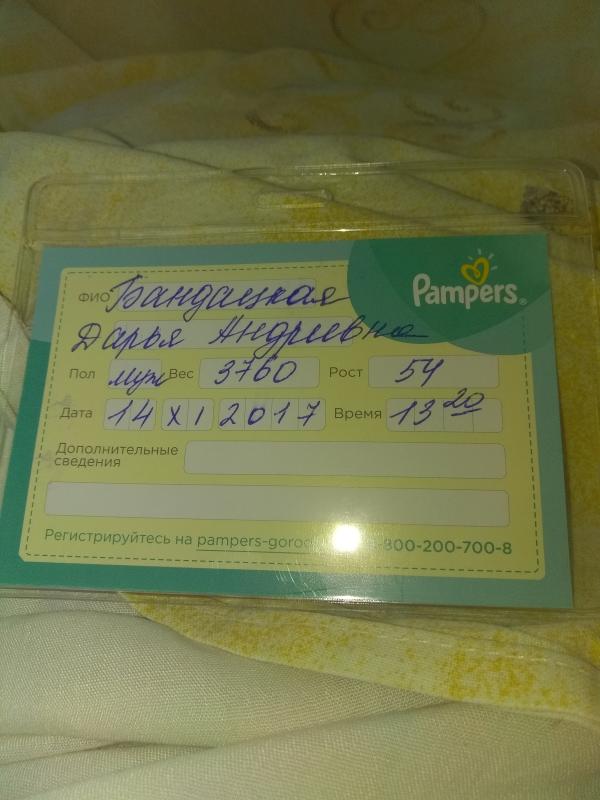 Pampers®
ФИО Бандацкая
Дарья Андреевна
Пол муж Вес 3760 Рост 54
Дата 14 XI 2017 Время 13 20
Дополнительные
сведения
Регистрируйтесь на pampers-goro 800-200-700-8